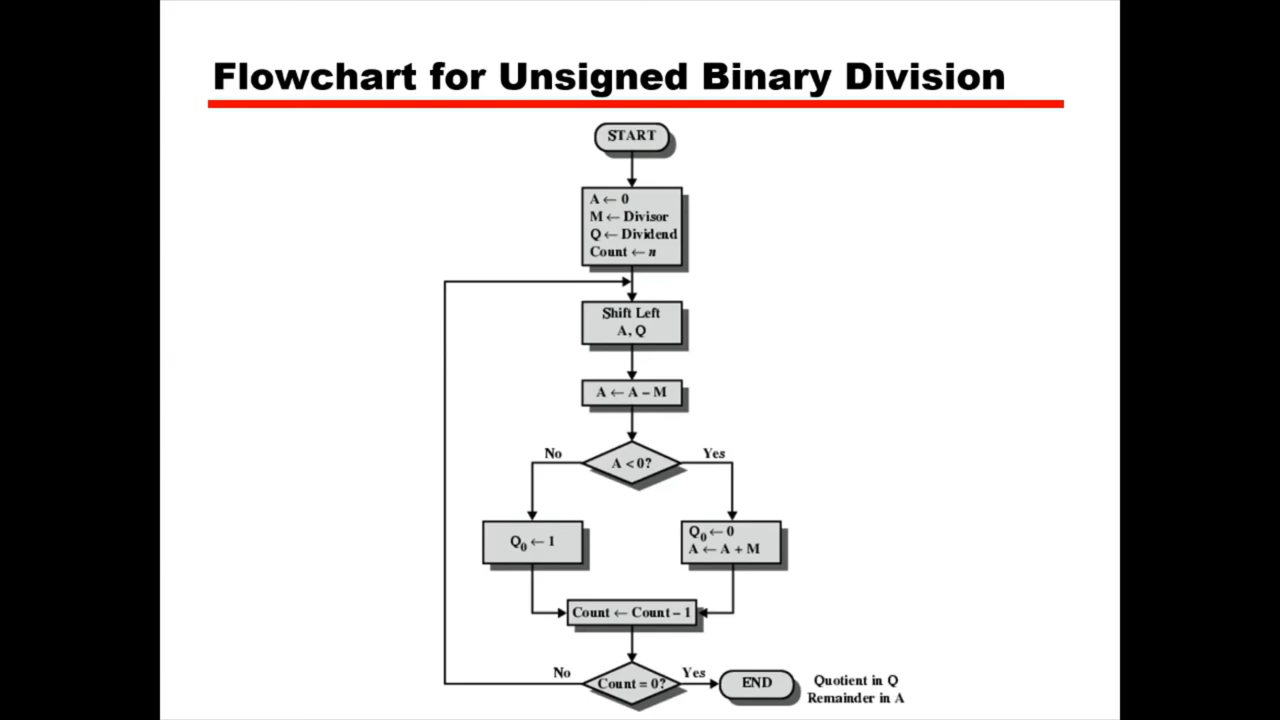 Flowchart for Unsigned Binary Division
START
A ← 0
M ← Divisor
Q ← Dividend
Count ← n
Shift Left
A, Q
A ← A – M
No
Yes
A < 0?
Q₀ ← 1
Q₀ ← 0
A ← A + M
Count ← Count – 1
No
Yes
Count = 0?
END
Quotient in Q
Remainder in A